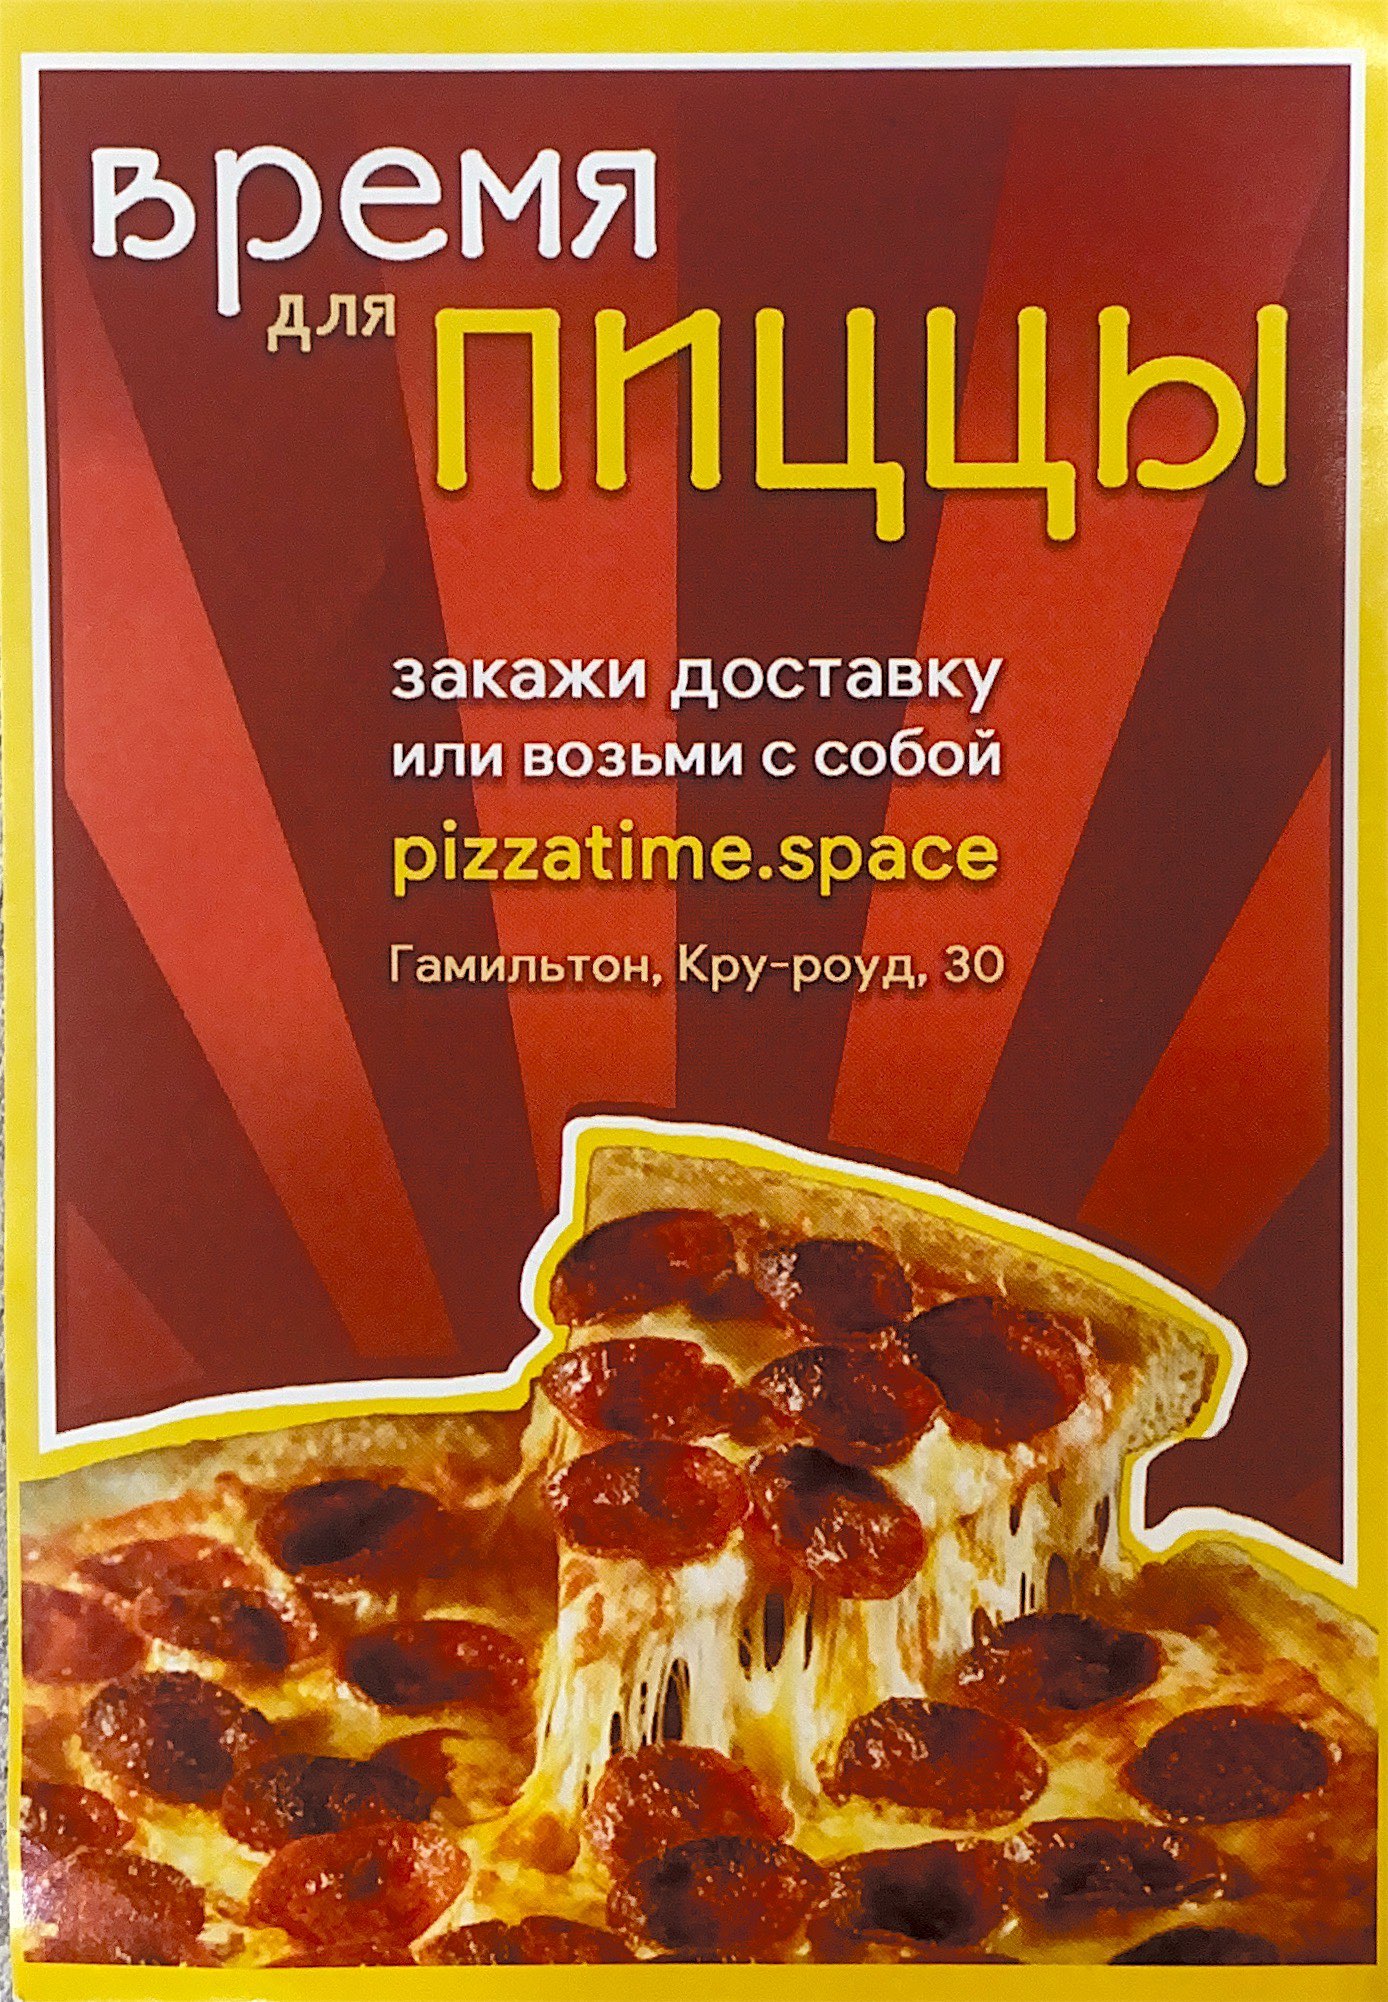 время
для
пиццы
закажи доставку
или возьми с собой
pizzatime.space
Гамильтон, Кру-роуд, 30